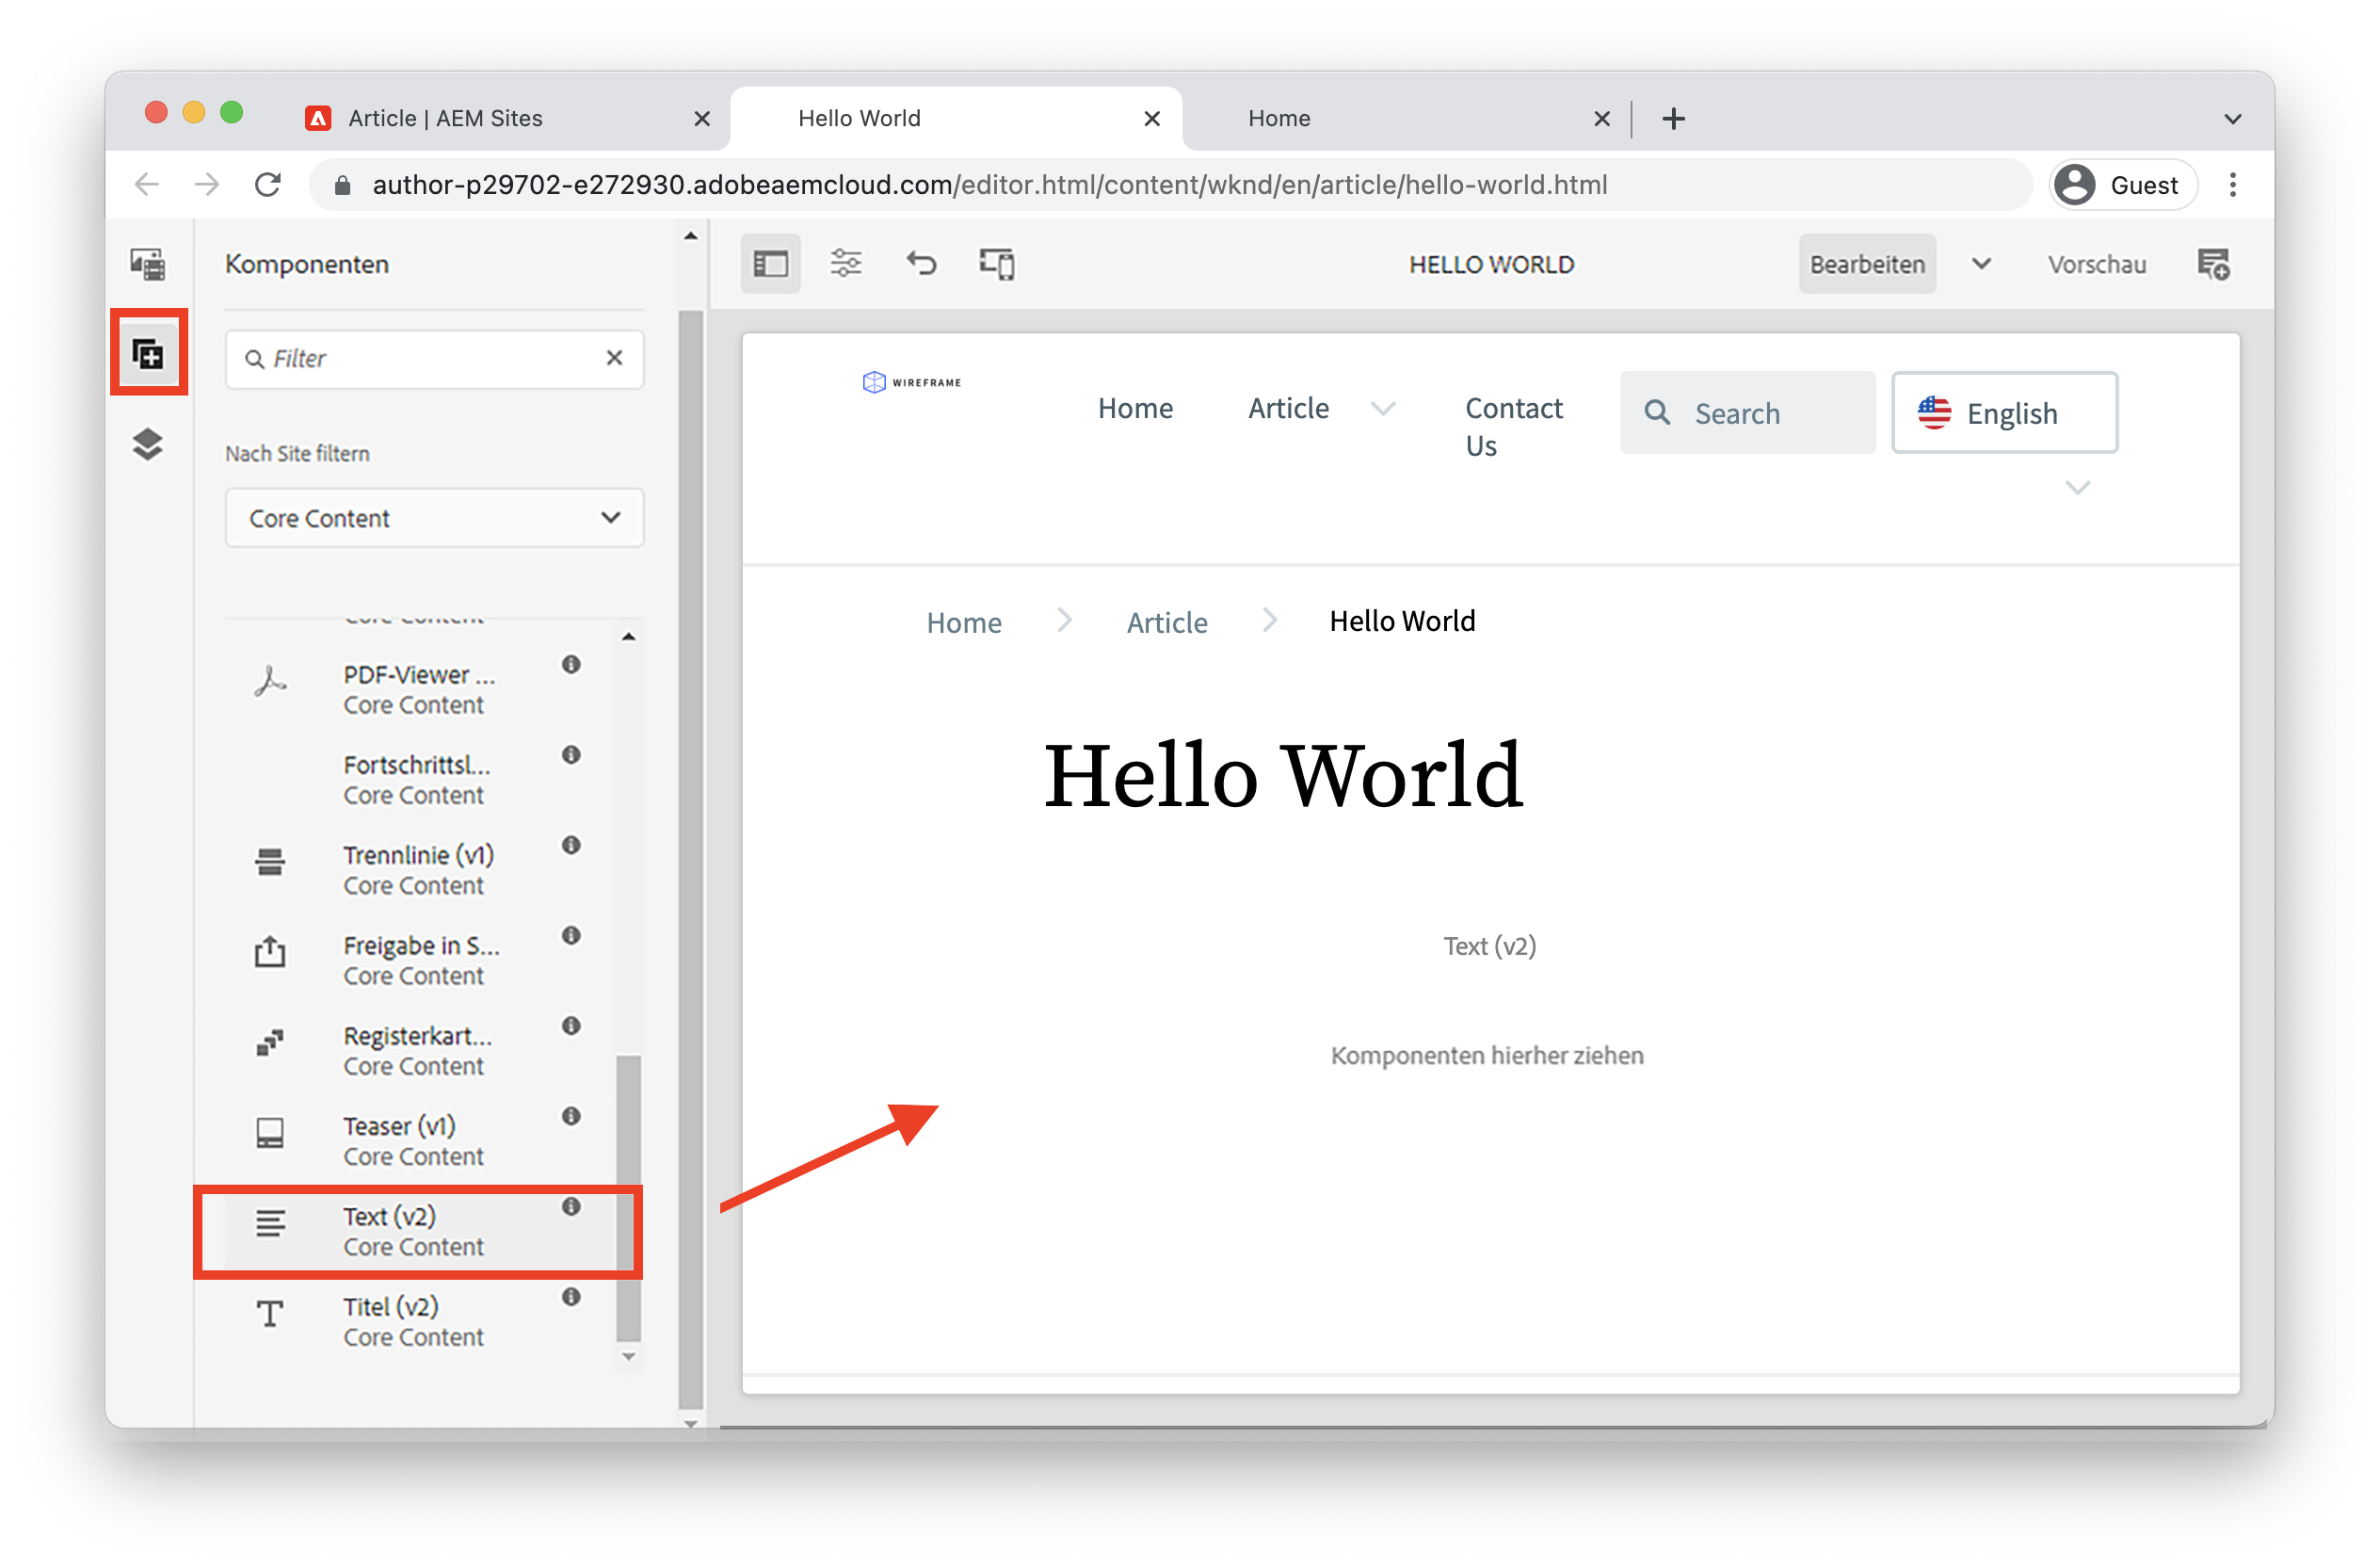 Article | AEM Sites
Hello World
Home
author-p29702-e272930.adobeaemcloud.com/editor.html/content/wknd/en/article/hello-world.html
Guest
Komponenten
Filter
Nach Site filtern
Core Content
PDF-Viewer ...
Core Content
Fortschrittsl...
Core Content
Trennlinie (v1)
Core Content
Freigabe in S...
Core Content
Registerkart...
Core Content
Teaser (v1)
Core Content
Text (v2)
Core Content
Titel (v2)
Core Content
HELLO WORLD
Bearbeiten
Vorschau
WIREFRAME
Home
Article
Contact
Us
Search
English
Home
Article
Hello World
Hello World
Text (v2)
Komponenten hierher ziehen